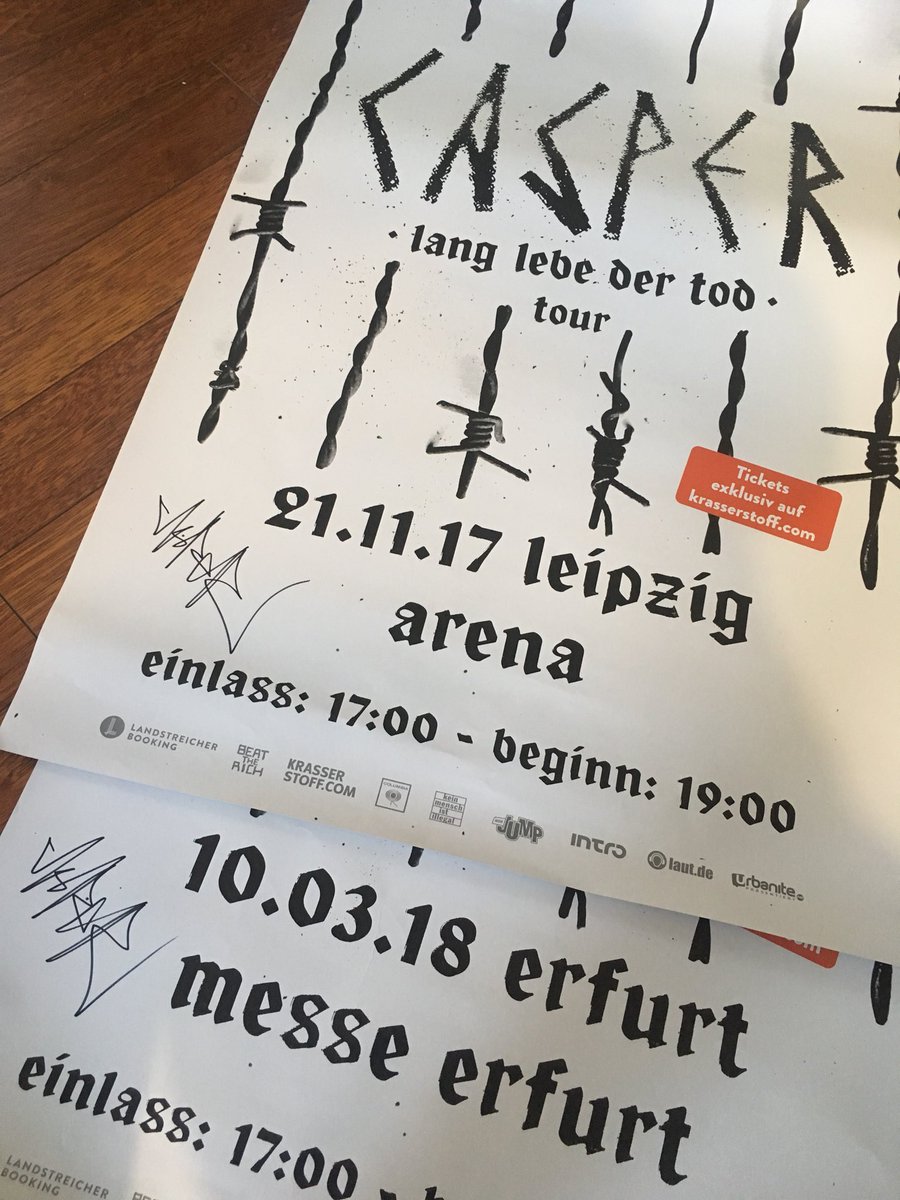 CASPER
· lang lebe der tod ·
tour
Tickets
exklusiv auf
krasserstoff.com
21.11.17 leipzig
arena
einlass: 17:00 - beginn: 19:00
LANDSTREICHER
BOOKING
BEAT
THE
RICH
KRASSER
STOFF.COM
COLUMBIA
kein
mensch
ist
illegal
JUMP
INTRO
laut.de
urbanite
10.03.18 erfurt
messe erfurt
einlass: 17:00
LANDSTREICHER
BOOKING